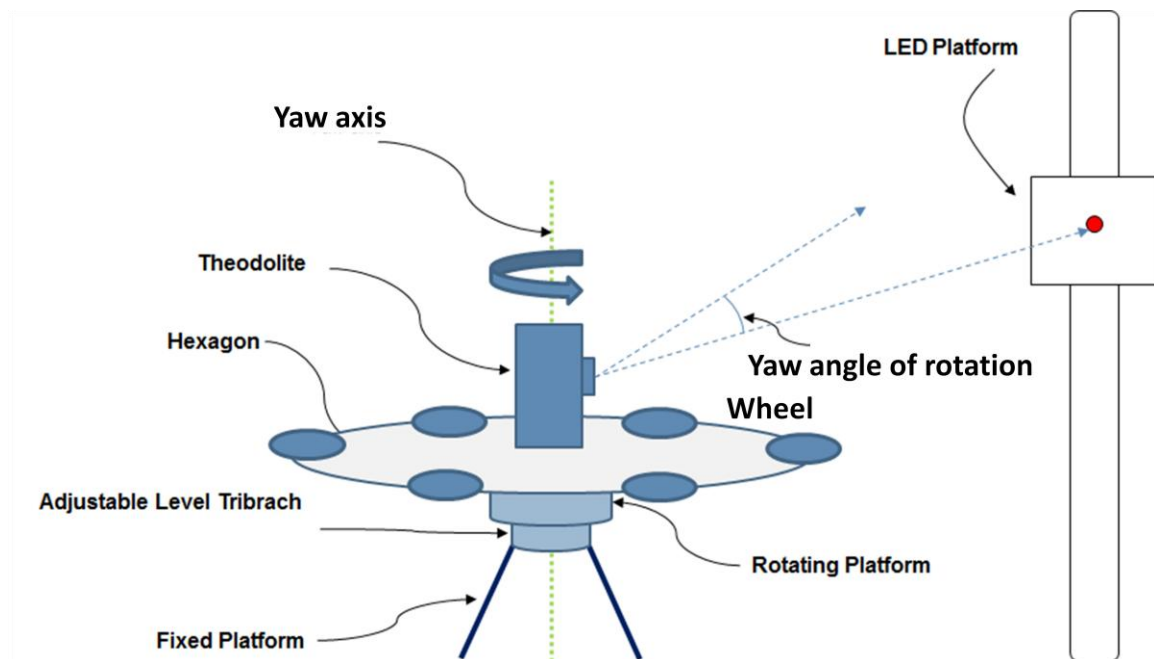 LED Platform
Yaw axis
Theodolite
Hexagon
Yaw angle of rotation
Wheel
Adjustable Level Tribrach
Rotating Platform
Fixed Platform